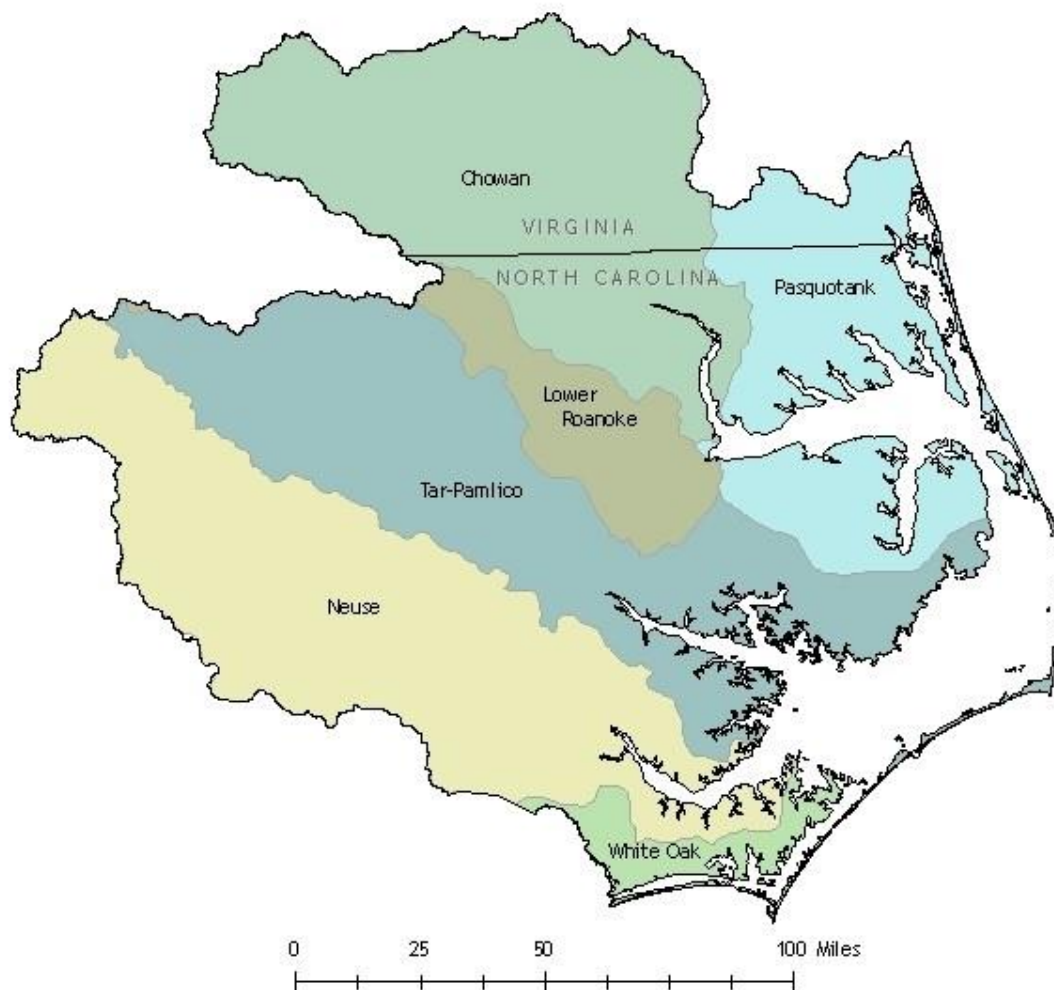 Chowan
VIRGINIA
NORTH CAROLINA
Pasquotank
Lower
Roanoke
Tar-Pamlico
Neuse
White Oak
0 25 50 100 Miles